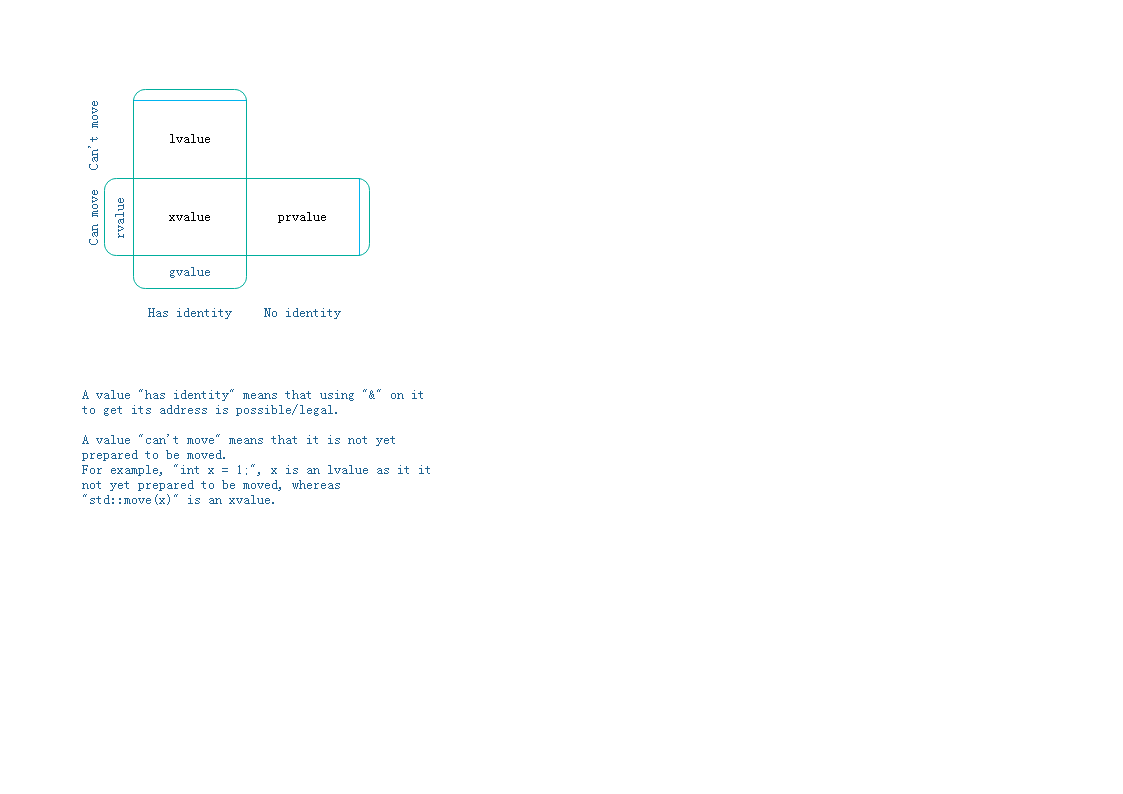 Can't move
lvalue
Can move
rvalue
xvalue
prvalue
gvalue
Has identity
No identity
A value "has identity" means that using "&" on it
to get its address is possible/legal.
A value "can't move" means that it is not yet
prepared to be moved.
For example, "int x = 1;", x is an lvalue as it it
not yet prepared to be moved, whereas
"std::move(x)" is an xvalue.